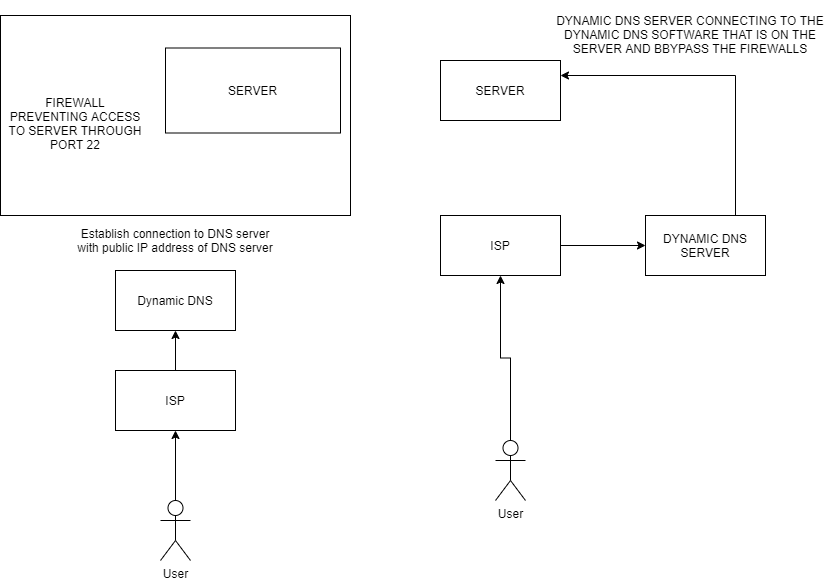 FIREWALL
PREVENTING ACCESS
TO SERVER THROUGH
PORT 22
SERVER
Establish connection to DNS server
with public IP address of DNS server
Dynamic DNS
ISP
User
DYNAMIC DNS SERVER CONNECTING TO THE
DYNAMIC DNS SOFTWARE THAT IS ON THE
SERVER AND BBYPASS THE FIREWALLS
SERVER
ISP
DYNAMIC DNS
SERVER
User